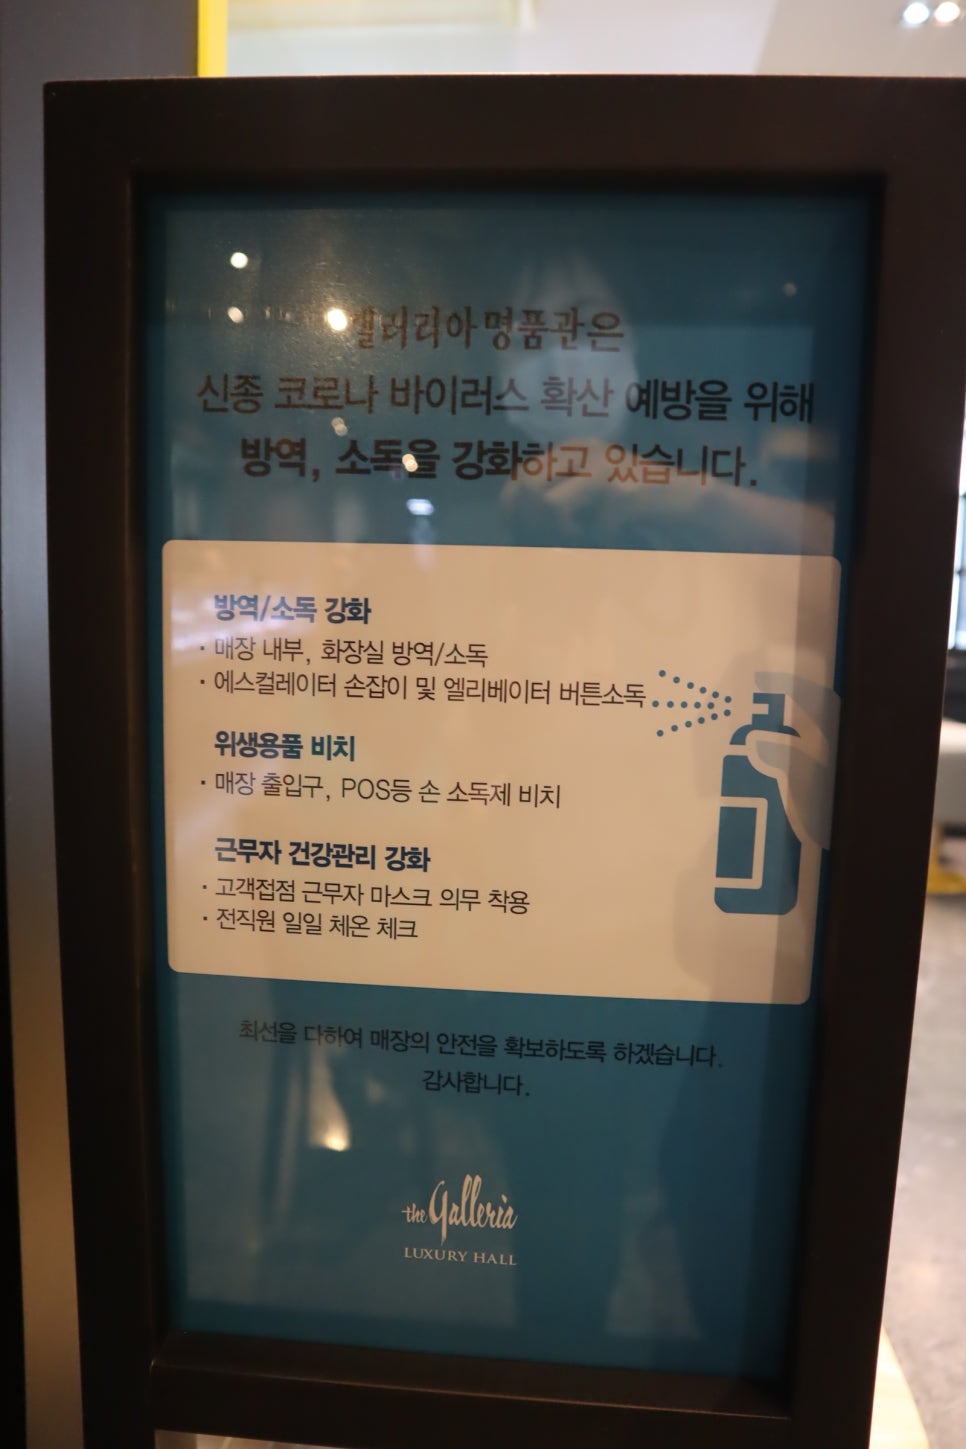 갤러리아 명품관은
신종 코로나 바이러스 확산 예방을 위해
방역, 소독을 강화하고 있습니다.
방역/소독 강화
· 매장 내부, 화장실 방역/소독
· 에스컬레이터 손잡이 및 엘리베이터 버튼소독
위생용품 비치
· 매장 출입구, POS등 손 소독제 비치
근무자 건강관리 강화
· 고객접점 근무자 마스크 의무 착용
· 전직원 일일 체온 체크
최선을 다하여 매장의 안전을 확보하도록 하겠습니다.
감사합니다.
the Galleria
LUXURY HALL